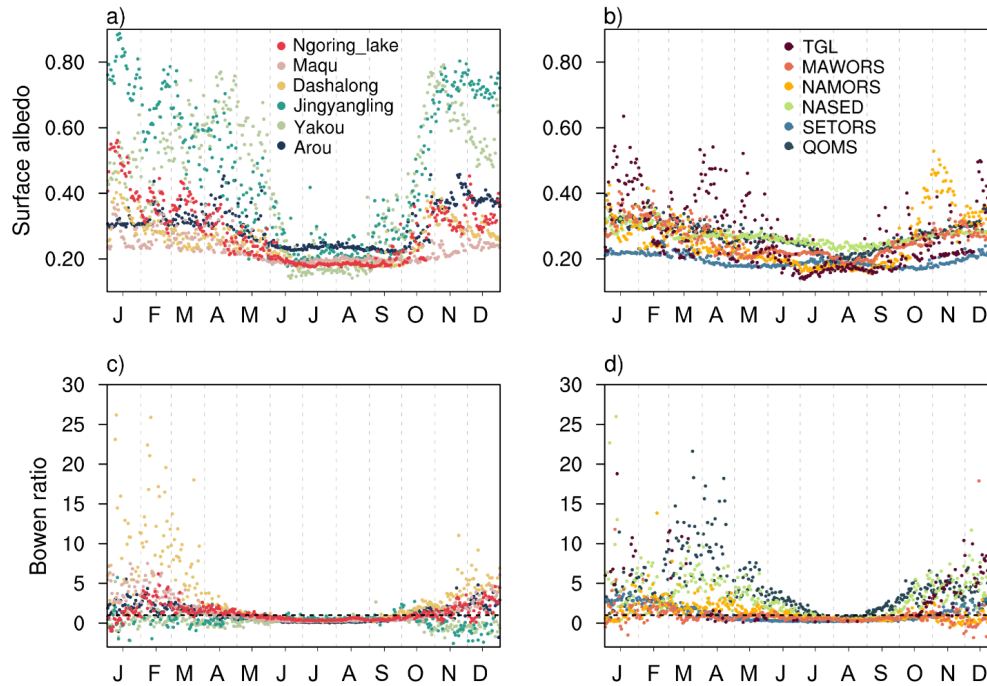 a)
Surface albedo
0.80
0.60
0.40
0.20
Ngoring_lake
Maqu
Dashalong
Jingyangling
Yakou
Arou
J F M A M J J A S O N D
b)
0.80
0.60
0.40
0.20
TGL
MAWORS
NAMORS
NASED
SETORS
QOMS
J F M A M J J A S O N D
c)
Bowen ratio
30
25
20
15
10
5
0
J F M A M J J A S O N D
d)
30
25
20
15
10
5
0
J F M A M J J A S O N D